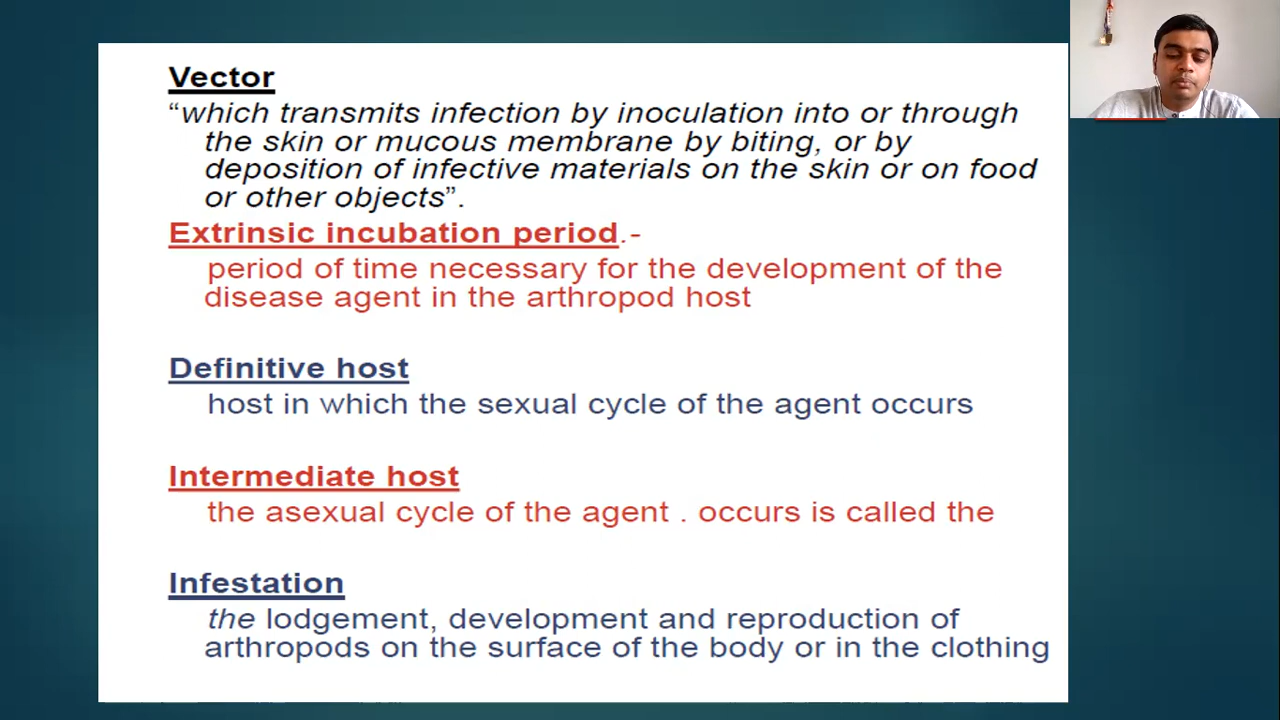 Vector
“which transmits infection by inoculation into or through
the skin or mucous membrane by biting, or by
deposition of infective materials on the skin or on food
or other objects”.
Extrinsic incubation period.-
period of time necessary for the development of the
disease agent in the arthropod host
Definitive host
host in which the sexual cycle of the agent occurs
Intermediate host
the asexual cycle of the agent . occurs is called the
Infestation
the lodgement, development and reproduction of
arthropods on the surface of the body or in the clothing